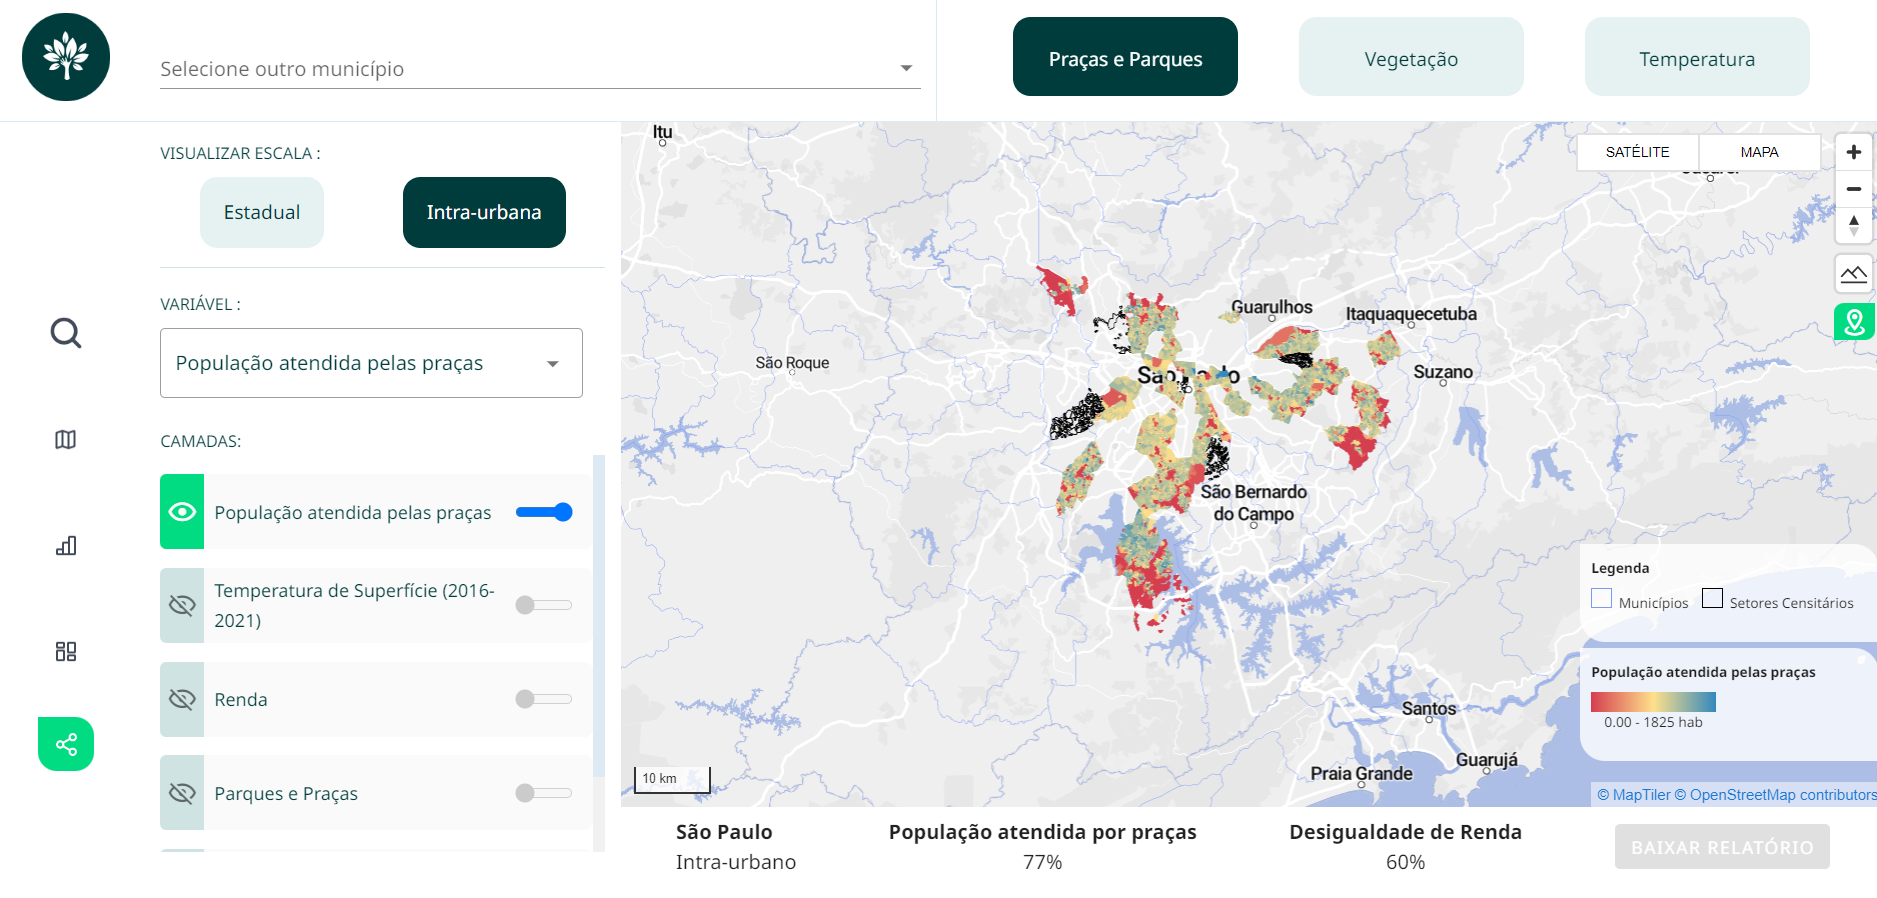 Selecione outro município
Praças e Parques
Vegetação
Temperatura
VISUALIZAR ESCALA :
Estadual
Intra-urbana
VARIÁVEL :
População atendida pelas praças
CAMADAS:
População atendida pelas praças
Temperatura de Superfície (2016-
2021)
Renda
Parques e Praças
Itu
SATÉLITE
MAPA
Guarulhos
Itaquaquecetuba
São Roque
Suzano
São Bernardo
do Campo
Santos
Guarujá
Praia Grande
Legenda
Municípios
Setores Censitários
População atendida pelas praças
0.00 - 1825 hab
10 km
© MapTiler © OpenStreetMap contributors
São Paulo
Intra-urbano
População atendida por praças
77%
Desigualdade de Renda
60%
BAIXAR RELATÓRIO